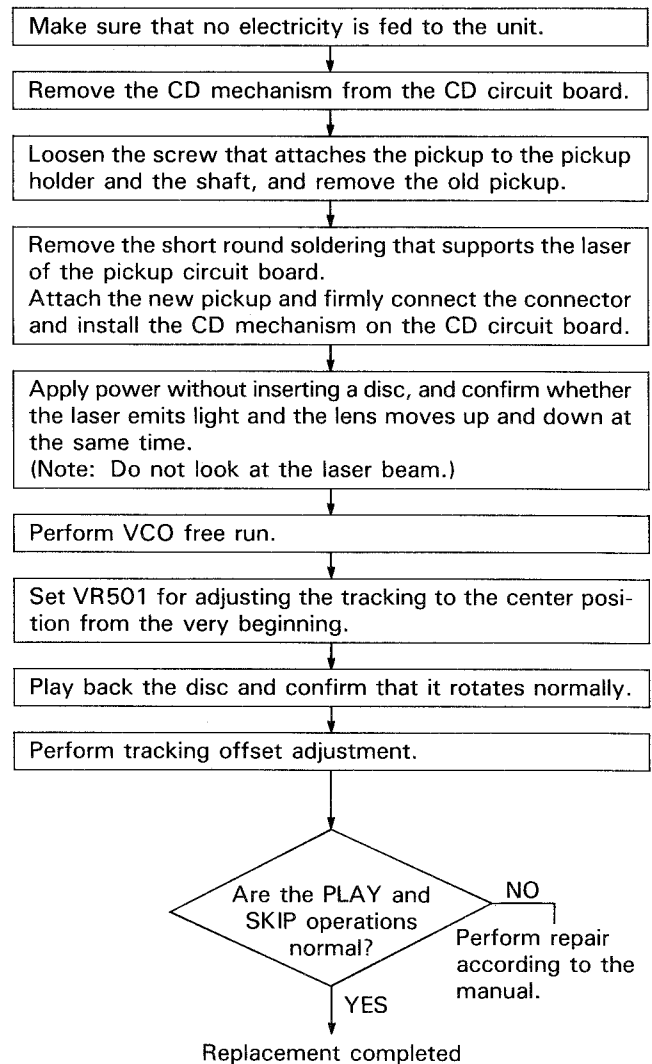 Make sure that no electricity is fed to the unit.
Remove the CD mechanism from the CD circuit board.
Loosen the screw that attaches the pickup to the pickup
holder and the shaft, and remove the old pickup.
Remove the short round soldering that supports the laser
of the pickup circuit board.
Attach the new pickup and firmly connect the connector
and install the CD mechanism on the CD circuit board.
Apply power without inserting a disc, and confirm whether
the laser emits light and the lens moves up and down at
the same time.
(Note: Do not look at the laser beam.)
Perform VCO free run.
Set VR501 for adjusting the tracking to the center posi-
tion from the very beginning.
Play back the disc and confirm that it rotates normally.
Perform tracking offset adjustment.
Are the PLAY and
SKIP operations
normal?
NO
Perform repair
according to the
manual.
YES
Replacement completed